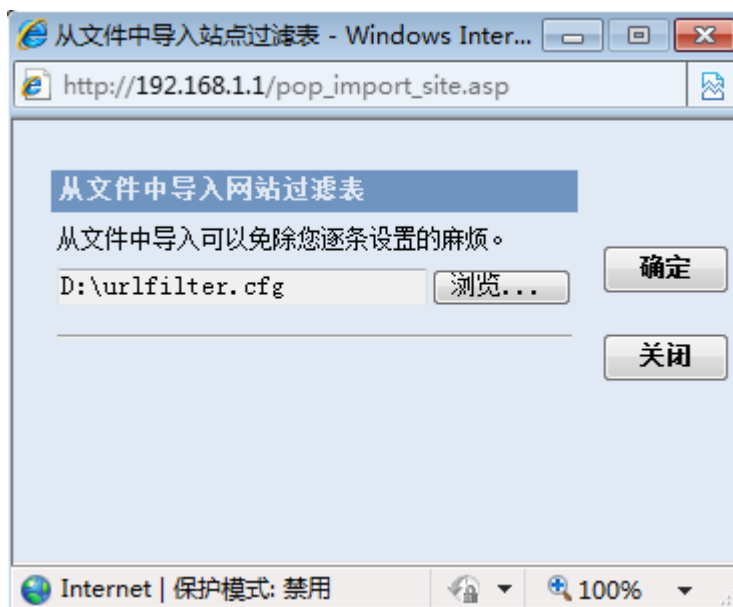 从文件中导入站点过滤表 - Windows Inter...
http://192.168.1.1/pop_import_site.asp
从文件中导入网站过滤表
从文件中导入可以免除您逐条设置的麻烦。
D:\urlfilter.cfg
浏览...
确定
关闭
Internet | 保护模式: 禁用
100%